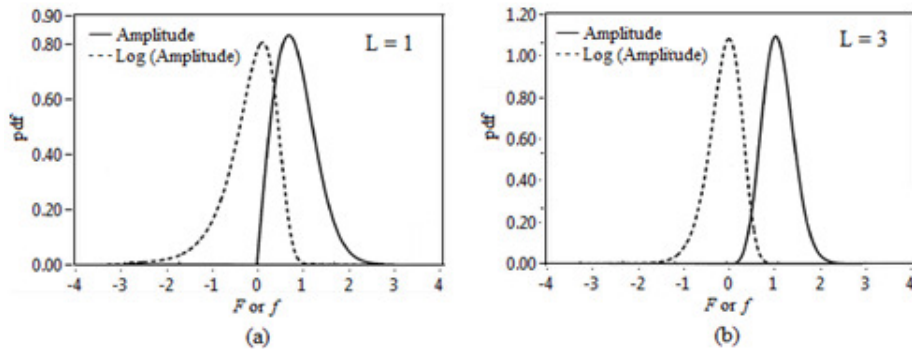 0.90
0.80
0.60
0.40
0.20
0.00
pdf
Amplitude
Log (Amplitude)
L = 1
-4 -3 -2 -1 0 1 2 3 4
F or f
(a)
1.20
1.00
0.80
0.60
0.40
0.20
0.00
pdf
Amplitude
Log (Amplitude)
L = 3
-4 -3 -2 -1 0 1 2 3 4
F or f
(b)